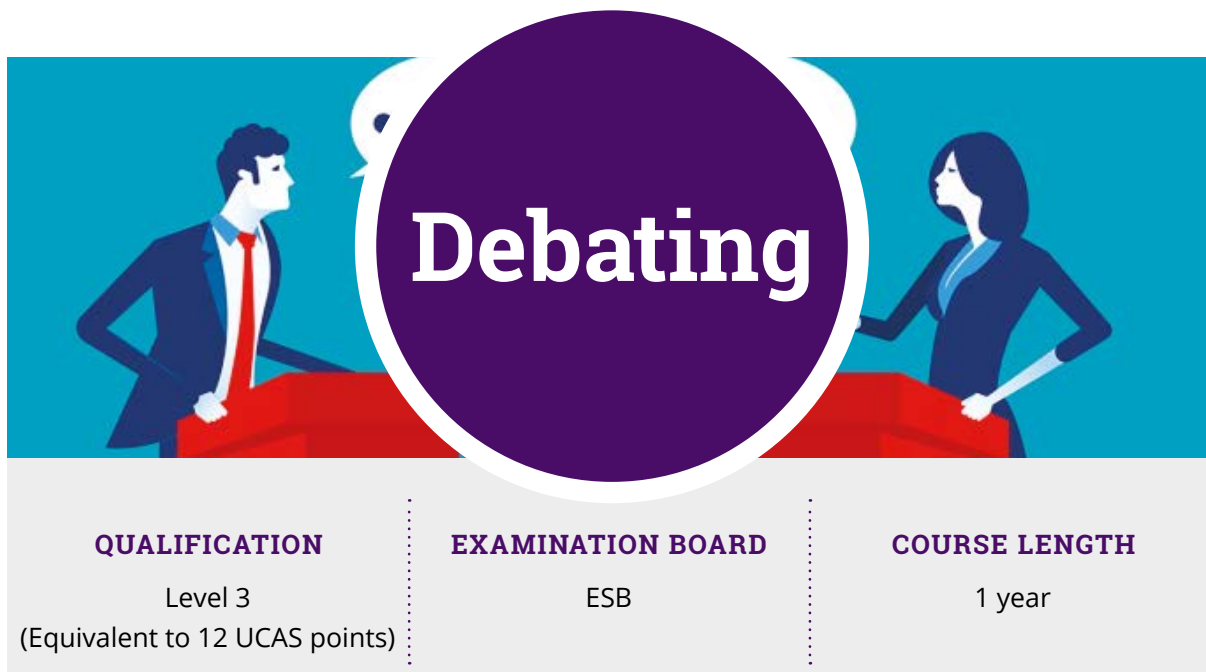 Debating
QUALIFICATION
Level 3
(Equivalent to 12 UCAS points)
EXAMINATION BOARD
ESB
COURSE LENGTH
1 year